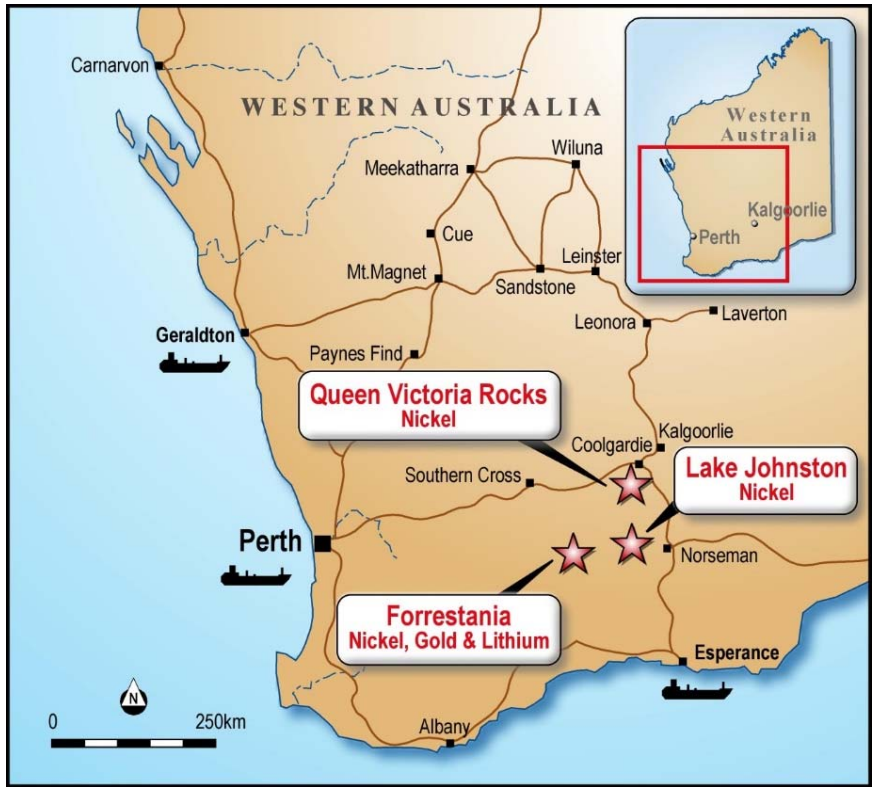 Carnarvon
WESTERN AUSTRALIA
Western
Australia
Kalgoorlie
Perth
Meekatharra
Wiluna
Cue
Mt.Magnet
Sandstone
Leinster
Leonora
Laverton
Geraldton
Paynes Find
Queen Victoria Rocks
Nickel
Coolgardie
Kalgoorlie
Southern Cross
Lake Johnston
Nickel
Perth
Norseman
Forrestania
Nickel, Gold & Lithium
Esperance
N
0 250km
Albany